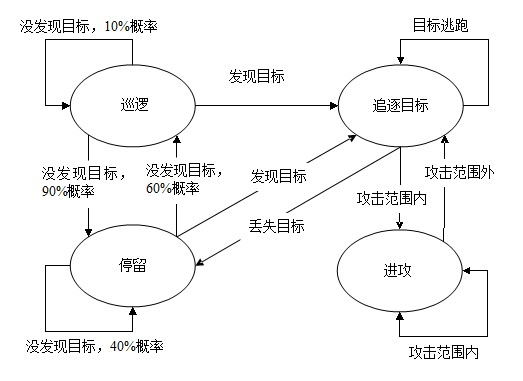 没发现目标，10%概率
目标逃跑
发现目标
巡逻
追逐目标
没发现目标，
90%概率
没发现目标，
60%概率
发现目标
攻击范围外
攻击范围内
丢失目标
停留
进攻
没发现目标，40%概率
攻击范围内